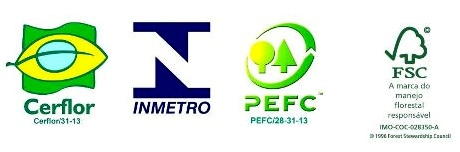 Cerflor
Cerflor/31-13
INMETRO
PEFC™
PEFC/28-31-13
FSC
A marca do
manejo
florestal
responsável
IMO-COC-028350-A
© 1996 Forest Stewardship Council